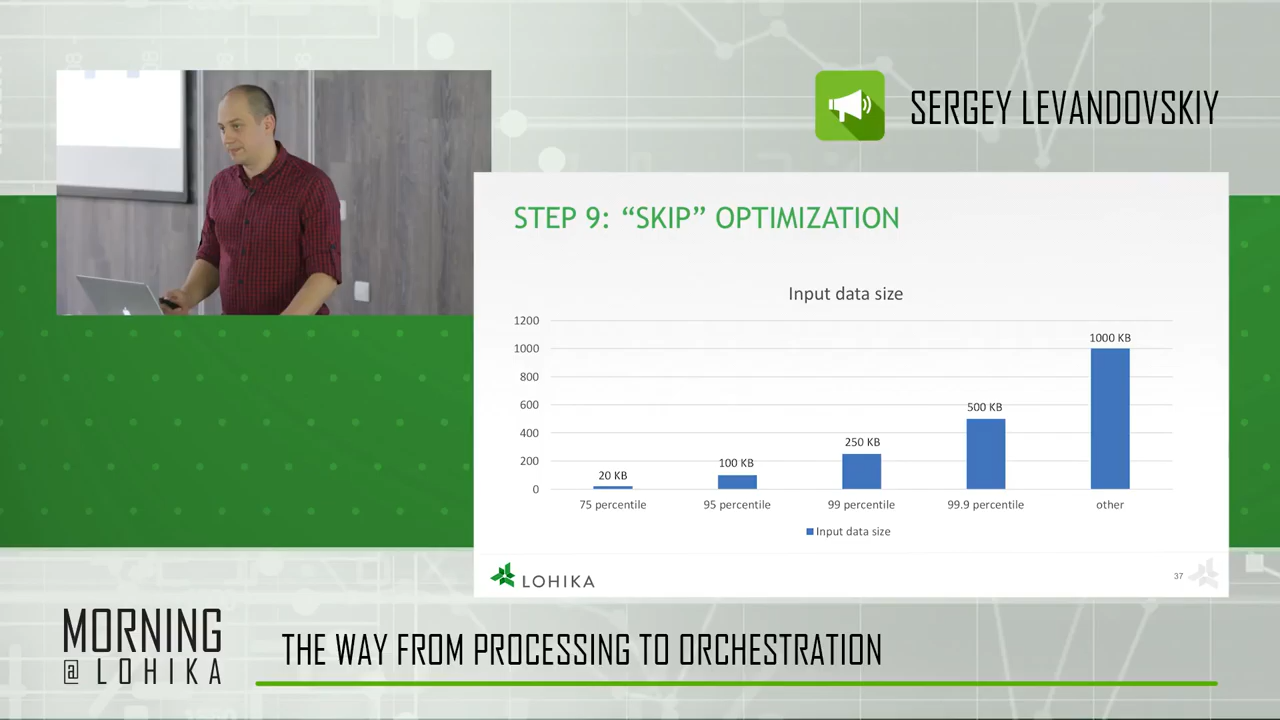 SERGEY LEVANDOVSKIY
STEP 9: “SKIP” OPTIMIZATION
Input data size
1200
1000
800
600
400
200
0
20 KB
100 KB
250 KB
500 KB
1000 KB
75 percentile
95 percentile
99 percentile
99.9 percentile
other
Input data size
LOHIKA
37
MORNING
@ LOHIKA
THE WAY FROM PROCESSING TO ORCHESTRATION